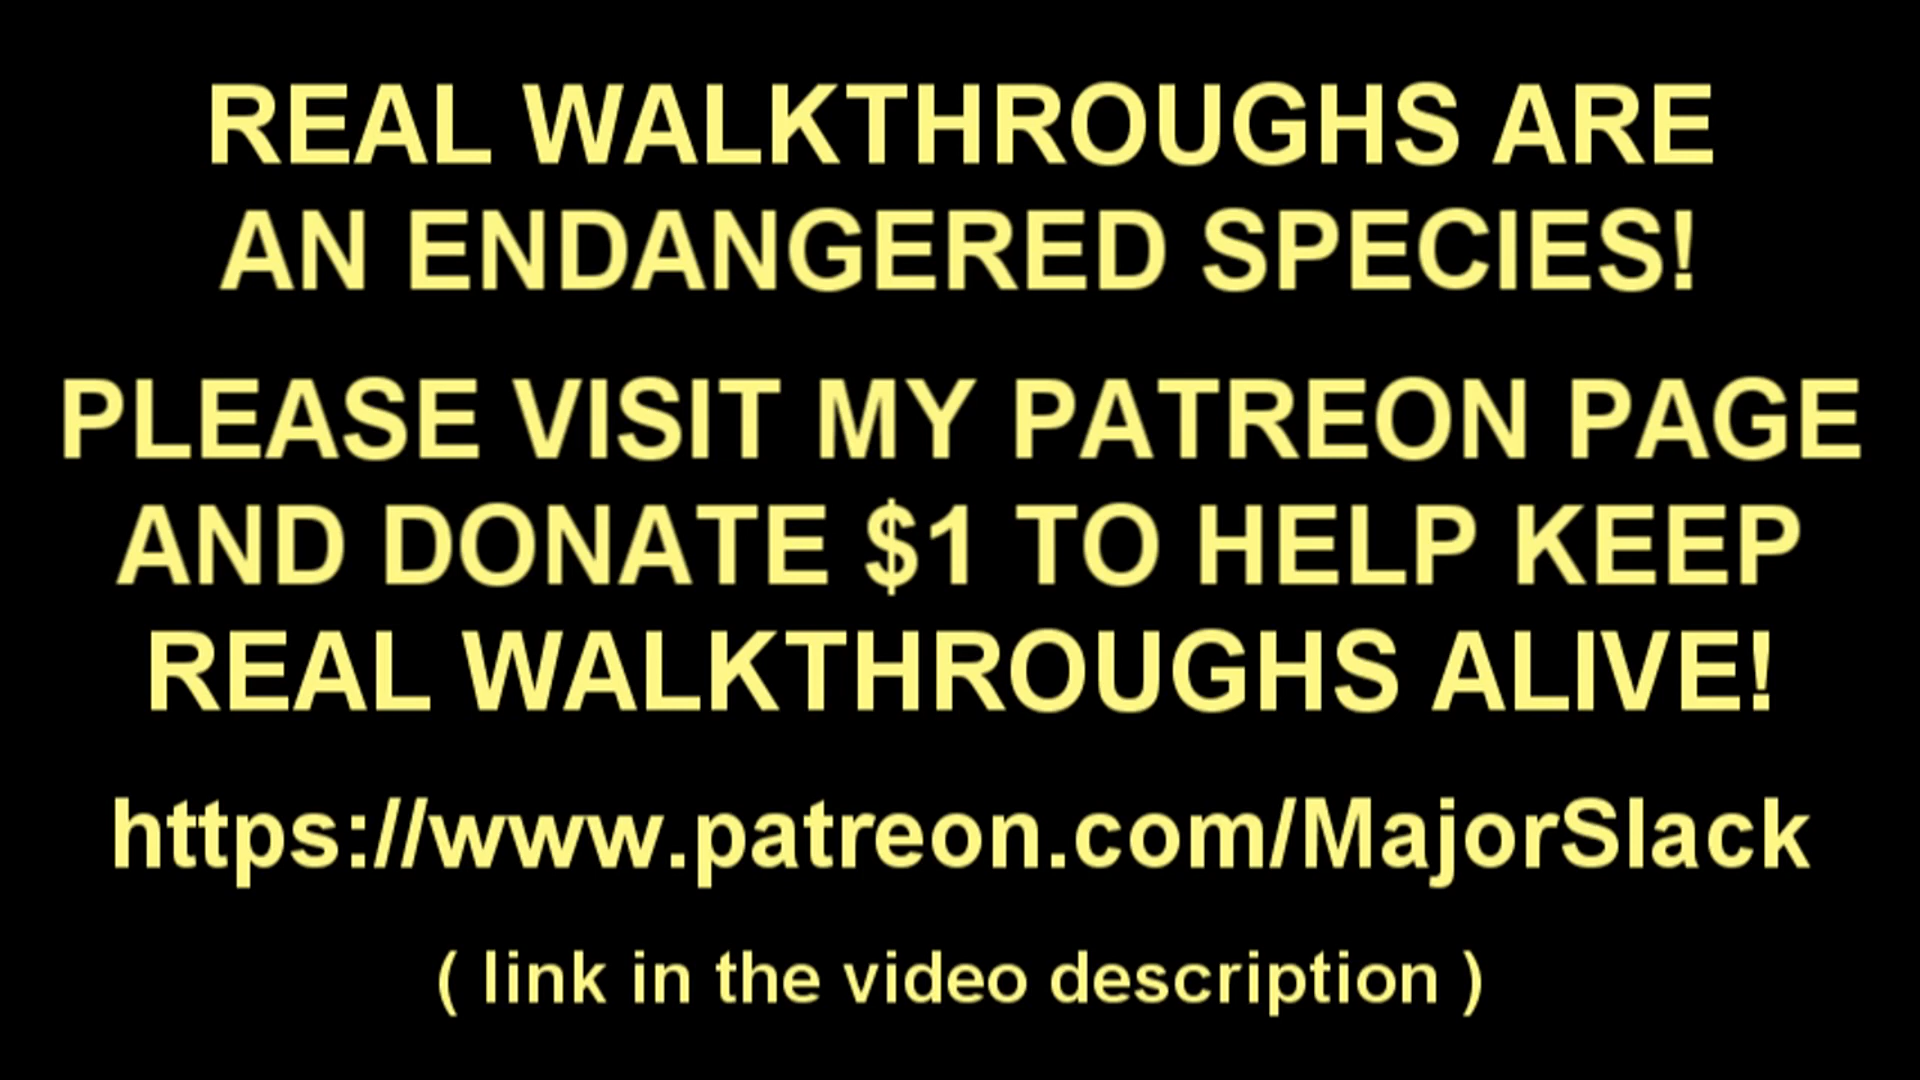 REAL WALKTHROUGHS ARE
AN ENDANGERED SPECIES!
PLEASE VISIT MY PATREON PAGE
AND DONATE $1 TO HELP KEEP
REAL WALKTHROUGHS ALIVE!
https://www.patreon.com/MajorSlack
( link in the video description )